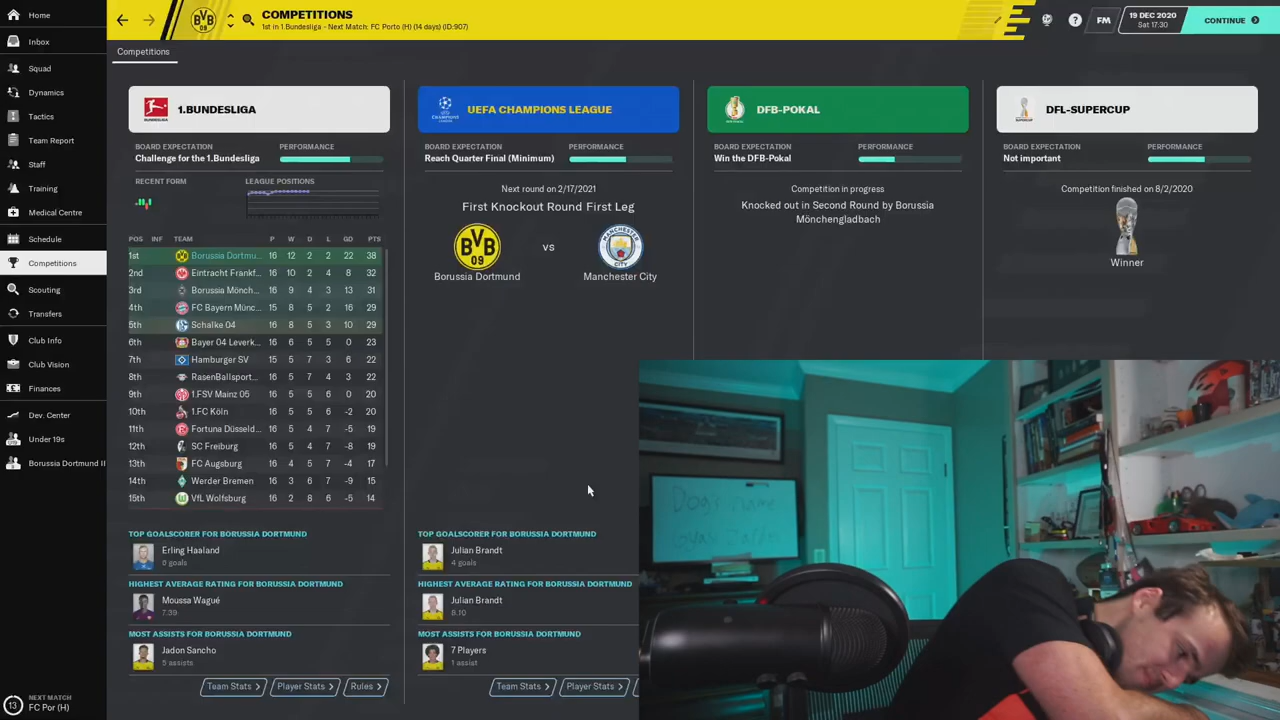 Home
Inbox
Squad
Dynamics
Tactics
Team Report
Staff
Training
Medical Centre
Schedule
Competitions
Scouting
Transfers
Club Info
Club Vision
Finances
Dev. Center
Under 19s
Borussia Dortmund II
13 NEXT MATCH
FC Por (H)
BVB 09
COMPETITIONS
1st in 1.Bundesliga - Next Match: FC Porto (H) (14 days) (ID:907)
?
FM
19 DEC 2020
Sat 17:30
CONTINUE
Competitions
1.BUNDESLIGA
BOARD EXPECTATION PERFORMANCE
Challenge for the 1.Bundesliga
RECENT FORM LEAGUE POSITIONS
POS INF TEAM P W D L GD PTS
1st Borussia Dortmu... 16 12 2 2 22 38
2nd Eintracht Frankf... 16 10 2 4 8 32
3rd Borussia Mönch... 16 9 4 3 13 31
4th FC Bayern Münc... 15 8 5 2 16 29
5th Schalke 04 16 8 5 3 10 29
6th Bayer 04 Leverk... 16 6 5 5 0 23
7th Hamburger SV 15 5 7 3 6 22
8th RasenBallsport... 16 5 7 4 3 22
9th 1.FSV Mainz 05 16 5 5 6 0 20
10th 1.FC Köln 16 5 5 6 -2 20
11th Fortuna Düsseld... 16 5 4 7 -5 19
12th SC Freiburg 16 5 4 7 -8 19
13th FC Augsburg 16 4 5 7 -4 17
14th Werder Bremen 16 3 6 7 -9 15
15th VfL Wolfsburg 16 2 8 6 -5 14
TOP GOALSCORER FOR BORUSSIA DORTMUND
Erling Haaland
0 goals
HIGHEST AVERAGE RATING FOR BORUSSIA DORTMUND
Moussa Wagué
7.39
MOST ASSISTS FOR BORUSSIA DORTMUND
Jadon Sancho
5 assists
Team Stats Player Stats Rules
UEFA CHAMPIONS LEAGUE
BOARD EXPECTATION PERFORMANCE
Reach Quarter Final (Minimum)
Next round on 2/17/2021
First Knockout Round First Leg
BVB 09 vs
Borussia Dortmund Manchester City
TOP GOALSCORER FOR BORUSSIA DORTMUND
Julian Brandt
4 goals
HIGHEST AVERAGE RATING FOR BORUSSIA DORTMUND
Julian Brandt
8.10
MOST ASSISTS FOR BORUSSIA DORTMUND
7 Players
1 assist
Team Stats Player Stats
DFB-POKAL
BOARD EXPECTATION PERFORMANCE
Win the DFB-Pokal
Competition in progress
Knocked out in Second Round by Borussia
Mönchengladbach
DFL-SUPERCUP
BOARD EXPECTATION PERFORMANCE
Not important
Competition finished on 8/2/2020
Winner